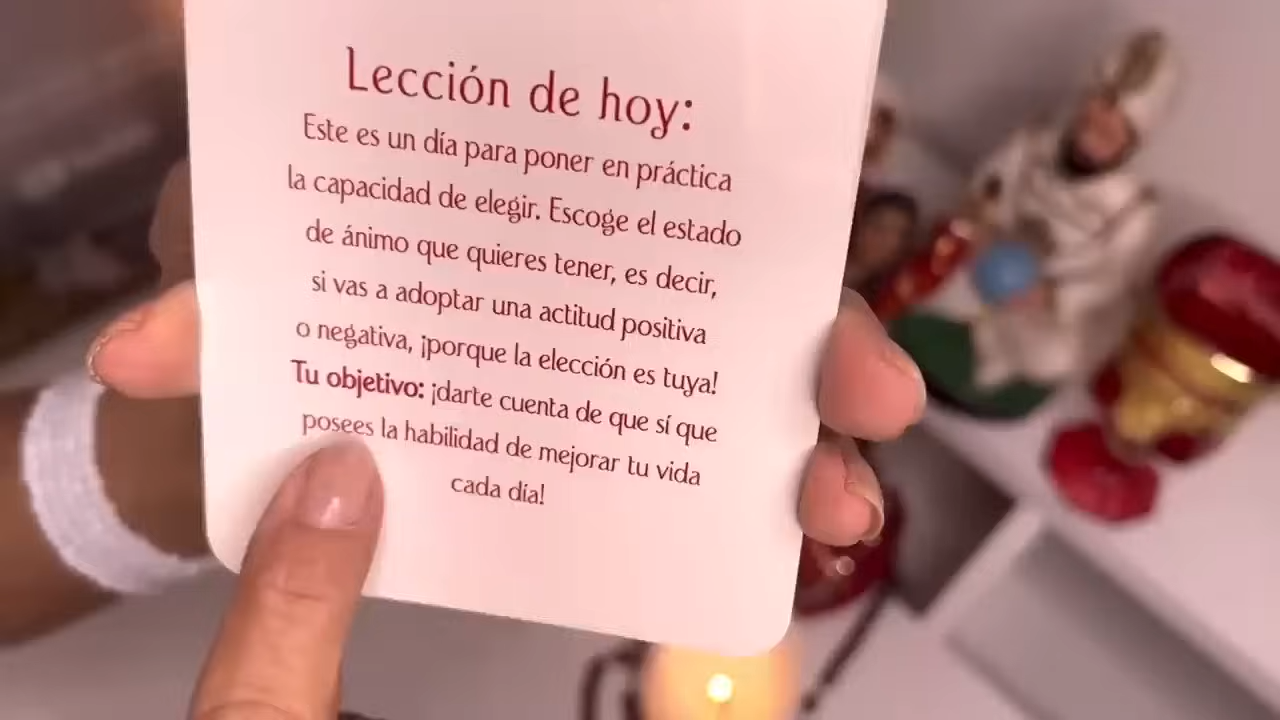 Lección de hoy:
Este es un día para poner en práctica
la capacidad de elegir. Escoge el estado
de ánimo que quieres tener, es decir,
si vas a adoptar una actitud positiva
o negativa, ¡porque la elección es tuya!
Tu objetivo: ¡darte cuenta de que sí que
posees la habilidad de mejorar tu vida
cada día!